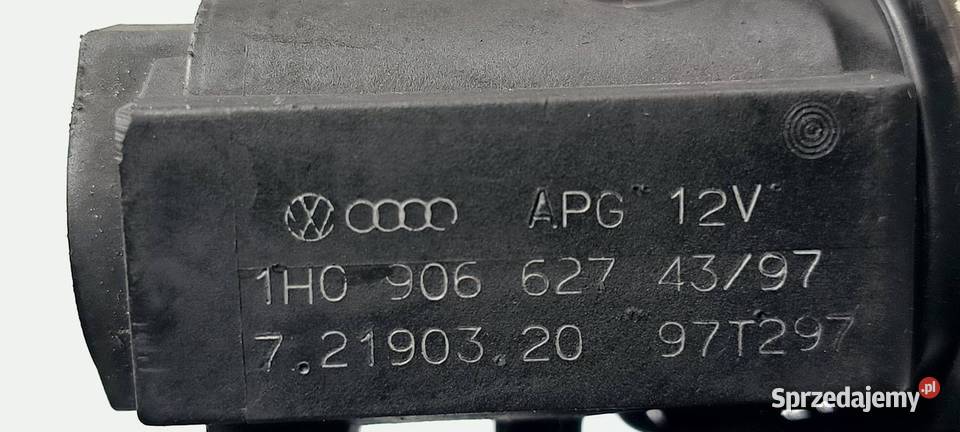 APG 12V
1H0 906 627 43/97
7.21903.20 97T297
Sprzedajemy.pl